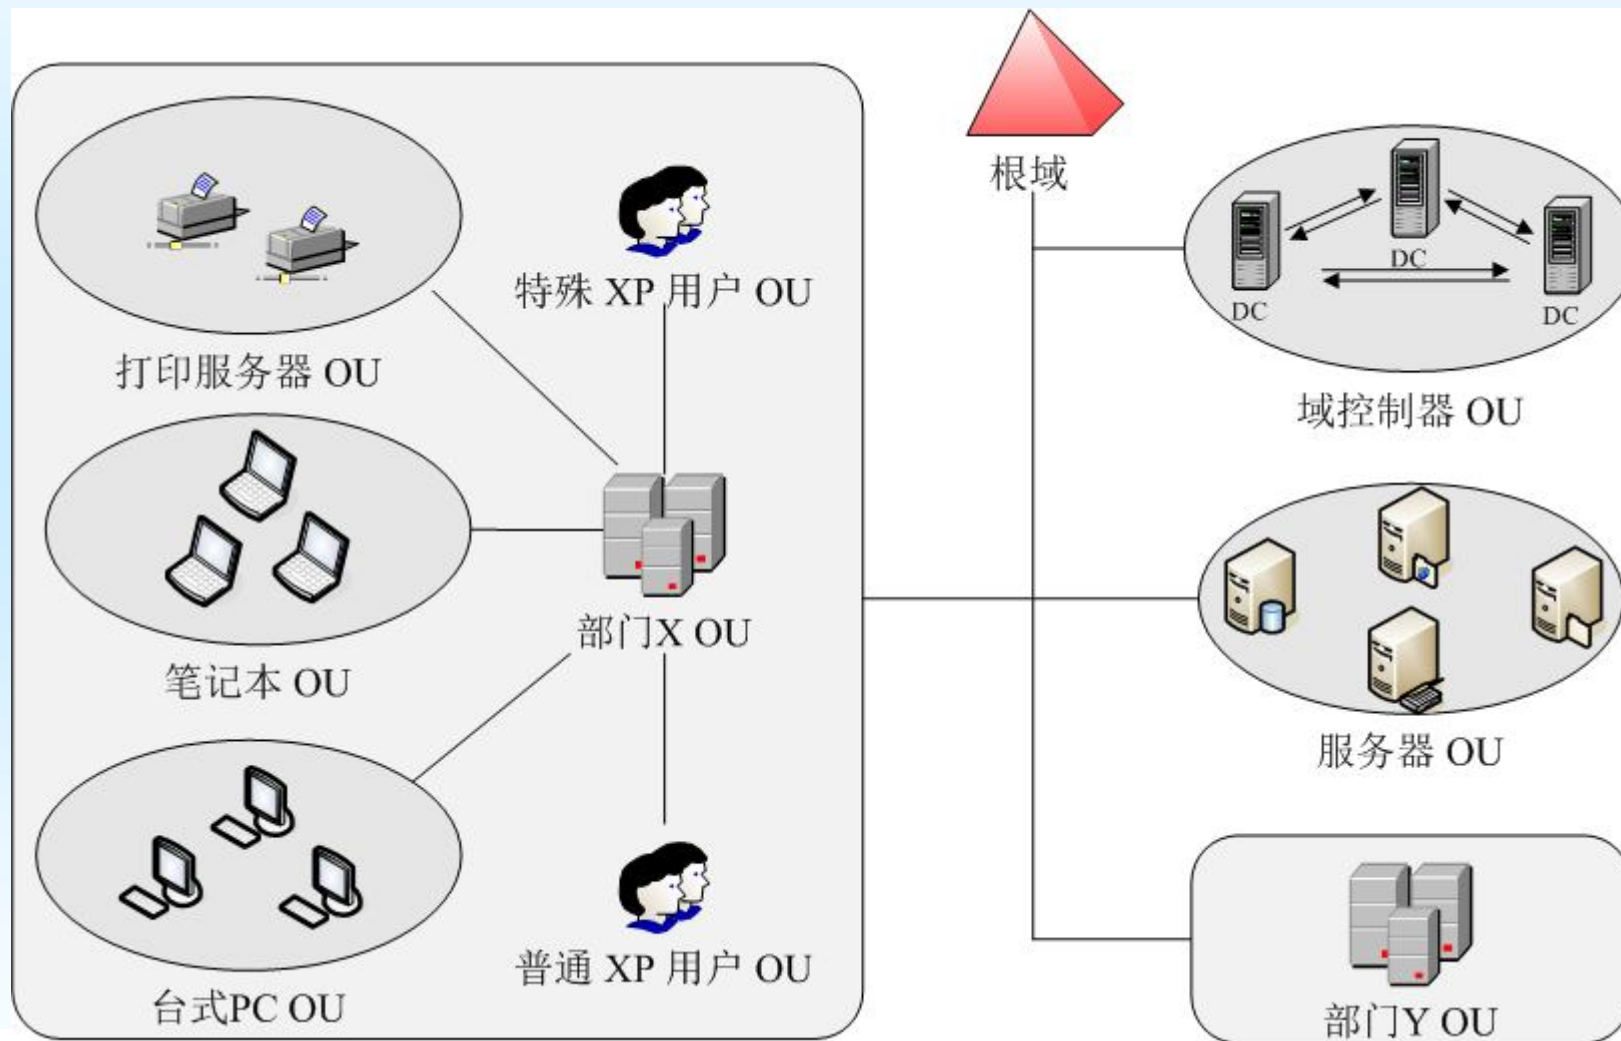 根域
特殊 XP 用户 OU
打印服务器 OU
笔记本 OU
部门X OU
台式PC OU
普通 XP 用户 OU
DC
DC
DC
域控制器 OU
服务器 OU
部门Y OU